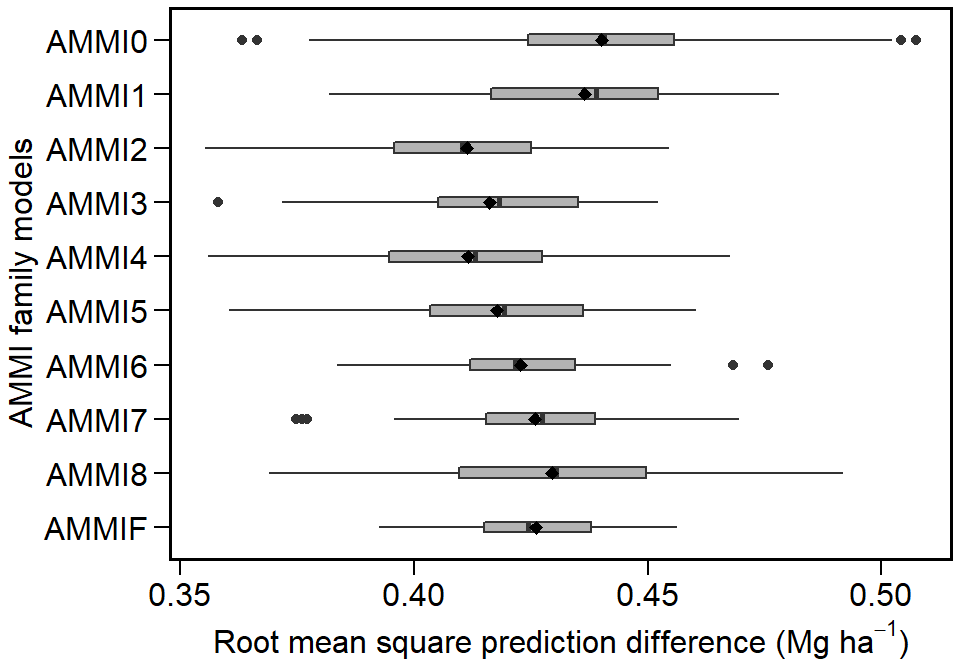 AMMI family models
AMMI0
AMMI1
AMMI2
AMMI3
AMMI4
AMMI5
AMMI6
AMMI7
AMMI8
AMMIF
0.35 0.40 0.45 0.50
Root mean square prediction difference (Mg ha⁻¹)